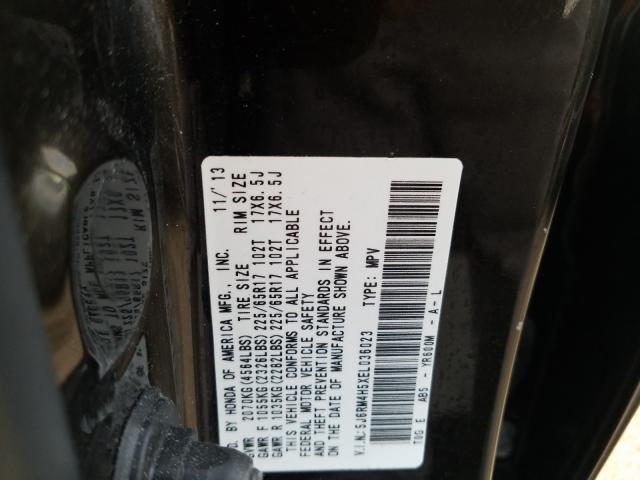 D. BY HONDA OF AMERICA MFG., INC. 11/'13
GVWR 2070KG(4564LBS) TIRE SIZE RIM SIZE
GAWR F 1055KG(2326LBS) 225/65R17 102T 17X6.5J
GAWR R 1035KG(2282LBS) 225/65R17 102T 17X6.5J
THIS VEHICLE CONFORMS TO ALL APPLICABLE
FEDERAL MOTOR VEHICLE SAFETY
AND THEFT PREVENTION STANDARDS IN EFFECT
ON THE DATE OF MANUFACTURE SHOWN ABOVE.
V.I.N: 5J6RM4H5XEL036023 TYPE: MPV
T0G E ABS - YR600M - A - L